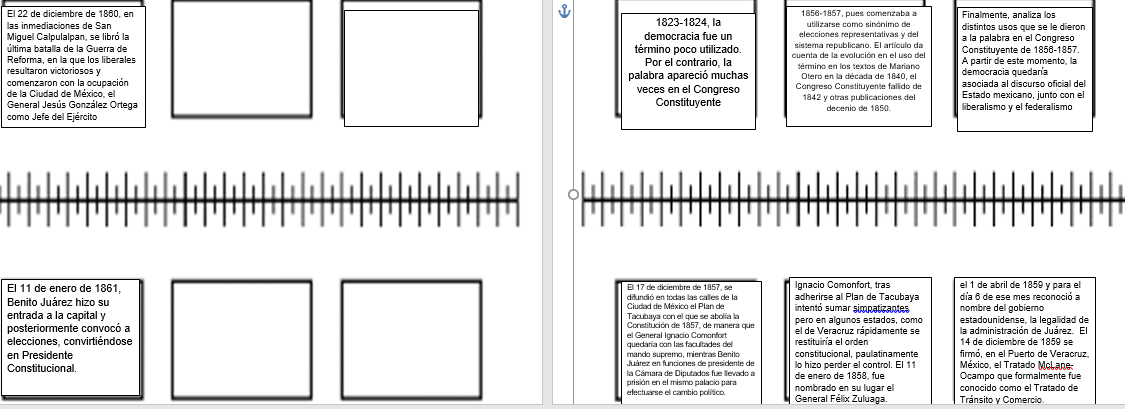 El 22 de diciembre de 1860, en
las inmediaciones de San
Miguel Calpulalpan, se libró la
última batalla de la Guerra de
Reforma, en la que los liberales
resultaron victoriosos y
comenzaron con la ocupación
de la Ciudad de México, el
General Jesús González Ortega
como Jefe del Ejército
El 11 de enero de 1861,
Benito Juárez hizo su
entrada a la capital y
posteriormente convocó a
elecciones, convirtiéndose
en Presidente
Constitucional.
1823-1824, la
democracia fue un
término poco utilizado.
Por el contrario, la
palabra apareció muchas
veces en el Congreso
Constituyente
1856-1857, pues comenzaba a
utilizarse como sinónimo de
elecciones representativas y del
sistema republicano. El artículo da
cuenta de la evolución en el uso del
término en los textos de Mariano
Otero en la década de 1840, el
Congreso Constituyente fallido de
1842 y otras publicaciones del
decenio de 1850.
Finalmente, analiza los
distintos usos que se le dieron
a la palabra en el Congreso
Constituyente de 1856-1857.
A partir de este momento, la
democracia quedaría
asociada al discurso oficial del
Estado mexicano, junto con el
liberalismo y el federalismo
El 17 de diciembre de 1857, se
difundió en todas las calles de la
Ciudad de México el Plan de
Tacubaya con el que se abolía la
Constitución de 1857, de manera que
el General Ignacio Comonfort
quedaría con las facultades del
mando supremo, mientras Benito
Juárez en funciones de presidente de
la Cámara de Diputados fue llevado a
prisión en el mismo palacio para
efectuarse el cambio político.
Ignacio Comonfort, tras
adherirse al Plan de Tacubaya
intentó sumar simpatizantes
pero en algunos estados, como
el de Veracruz rápidamente se
restituiría el orden
constitucional, paulatinamente
lo hizo perder el control. El 11
de enero de 1858, fue
nombrado en su lugar el
General Félix Zuluaga.
el 1 de abril de 1859 y para el
día 6 de ese mes reconoció a
nombre del gobierno
estadounidense, la legalidad de
la administración de Juárez. El
14 de diciembre de 1859 se
firmó, en el Puerto de Veracruz,
México, el Tratado McLane-
Ocampo que formalmente fue
conocido como el Tratado de
Tránsito y Comercio.